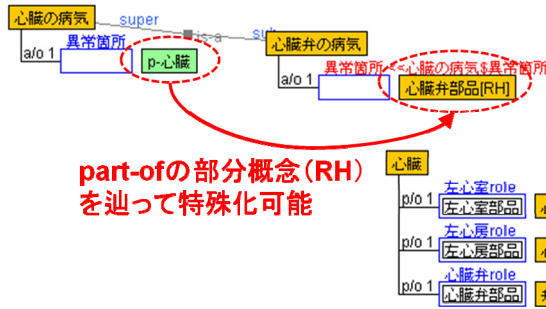 心臓の病気
super
is-a
sub
心臓弁の病気
a/o 1
異常箇所
p-心臓
a/o 1
異常箇所<<心臓の病気$異常箇所
心臓弁部品[RH]
part-ofの部分概念（RH）
を辿って特殊化可能
心臓
p/o 1
左心室role
左心室部品
p/o 1
左心房role
左心房部品
p/o 1
心臓弁role
心臓弁部品